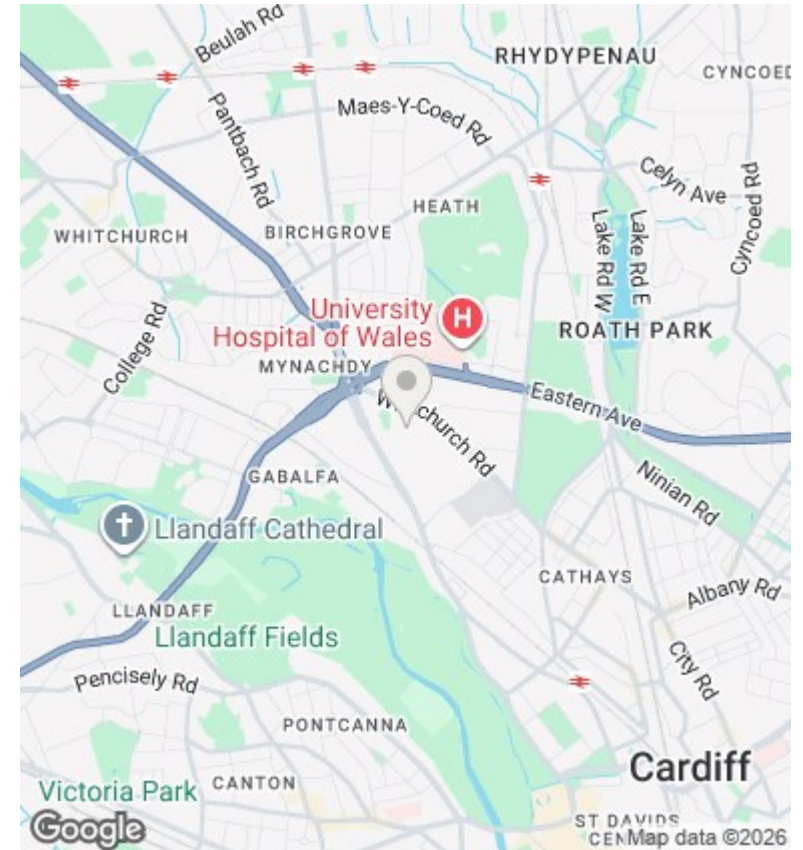 Beulah Rd
RHYDYPENAU
CYNCOED
Pantbach Rd
Maes-Y-Coed Rd
Celyn Ave
Cyncoed Rd
HEATH
WHITCHURCH
BIRCHGROVE
Lake Rd W
Lake Rd E
University
Hospital of Wales
H
ROATH PARK
College Rd
MYNACHDY
Eastern Ave
Whitchurch Rd
GABALFA
Ninian Rd
Llandaff Cathedral
CATHAYS
Albany Rd
LLANDAFF
Llandaff Fields
City Rd
Pencisely Rd
PONTCANNA
Cardiff
Victoria Park
CANTON
ST DAVIDS
CEN
Google
Map data ©2026